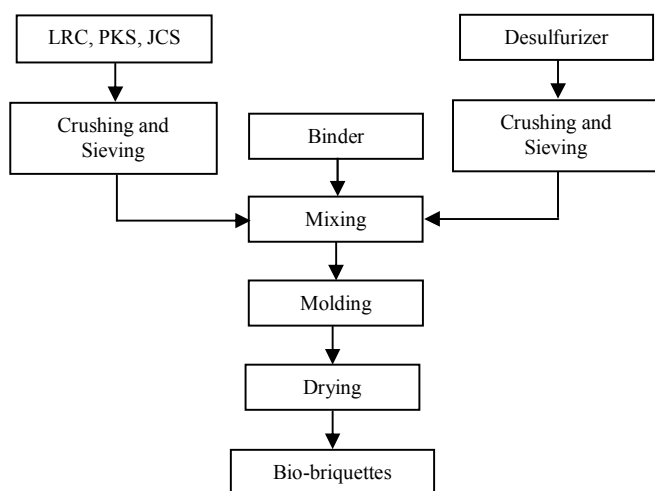 LRC, PKS, JCS
Desulfurizer
Crushing and
Sieving
Binder
Crushing and
Sieving
Mixing
Molding
Drying
Bio-briquettes